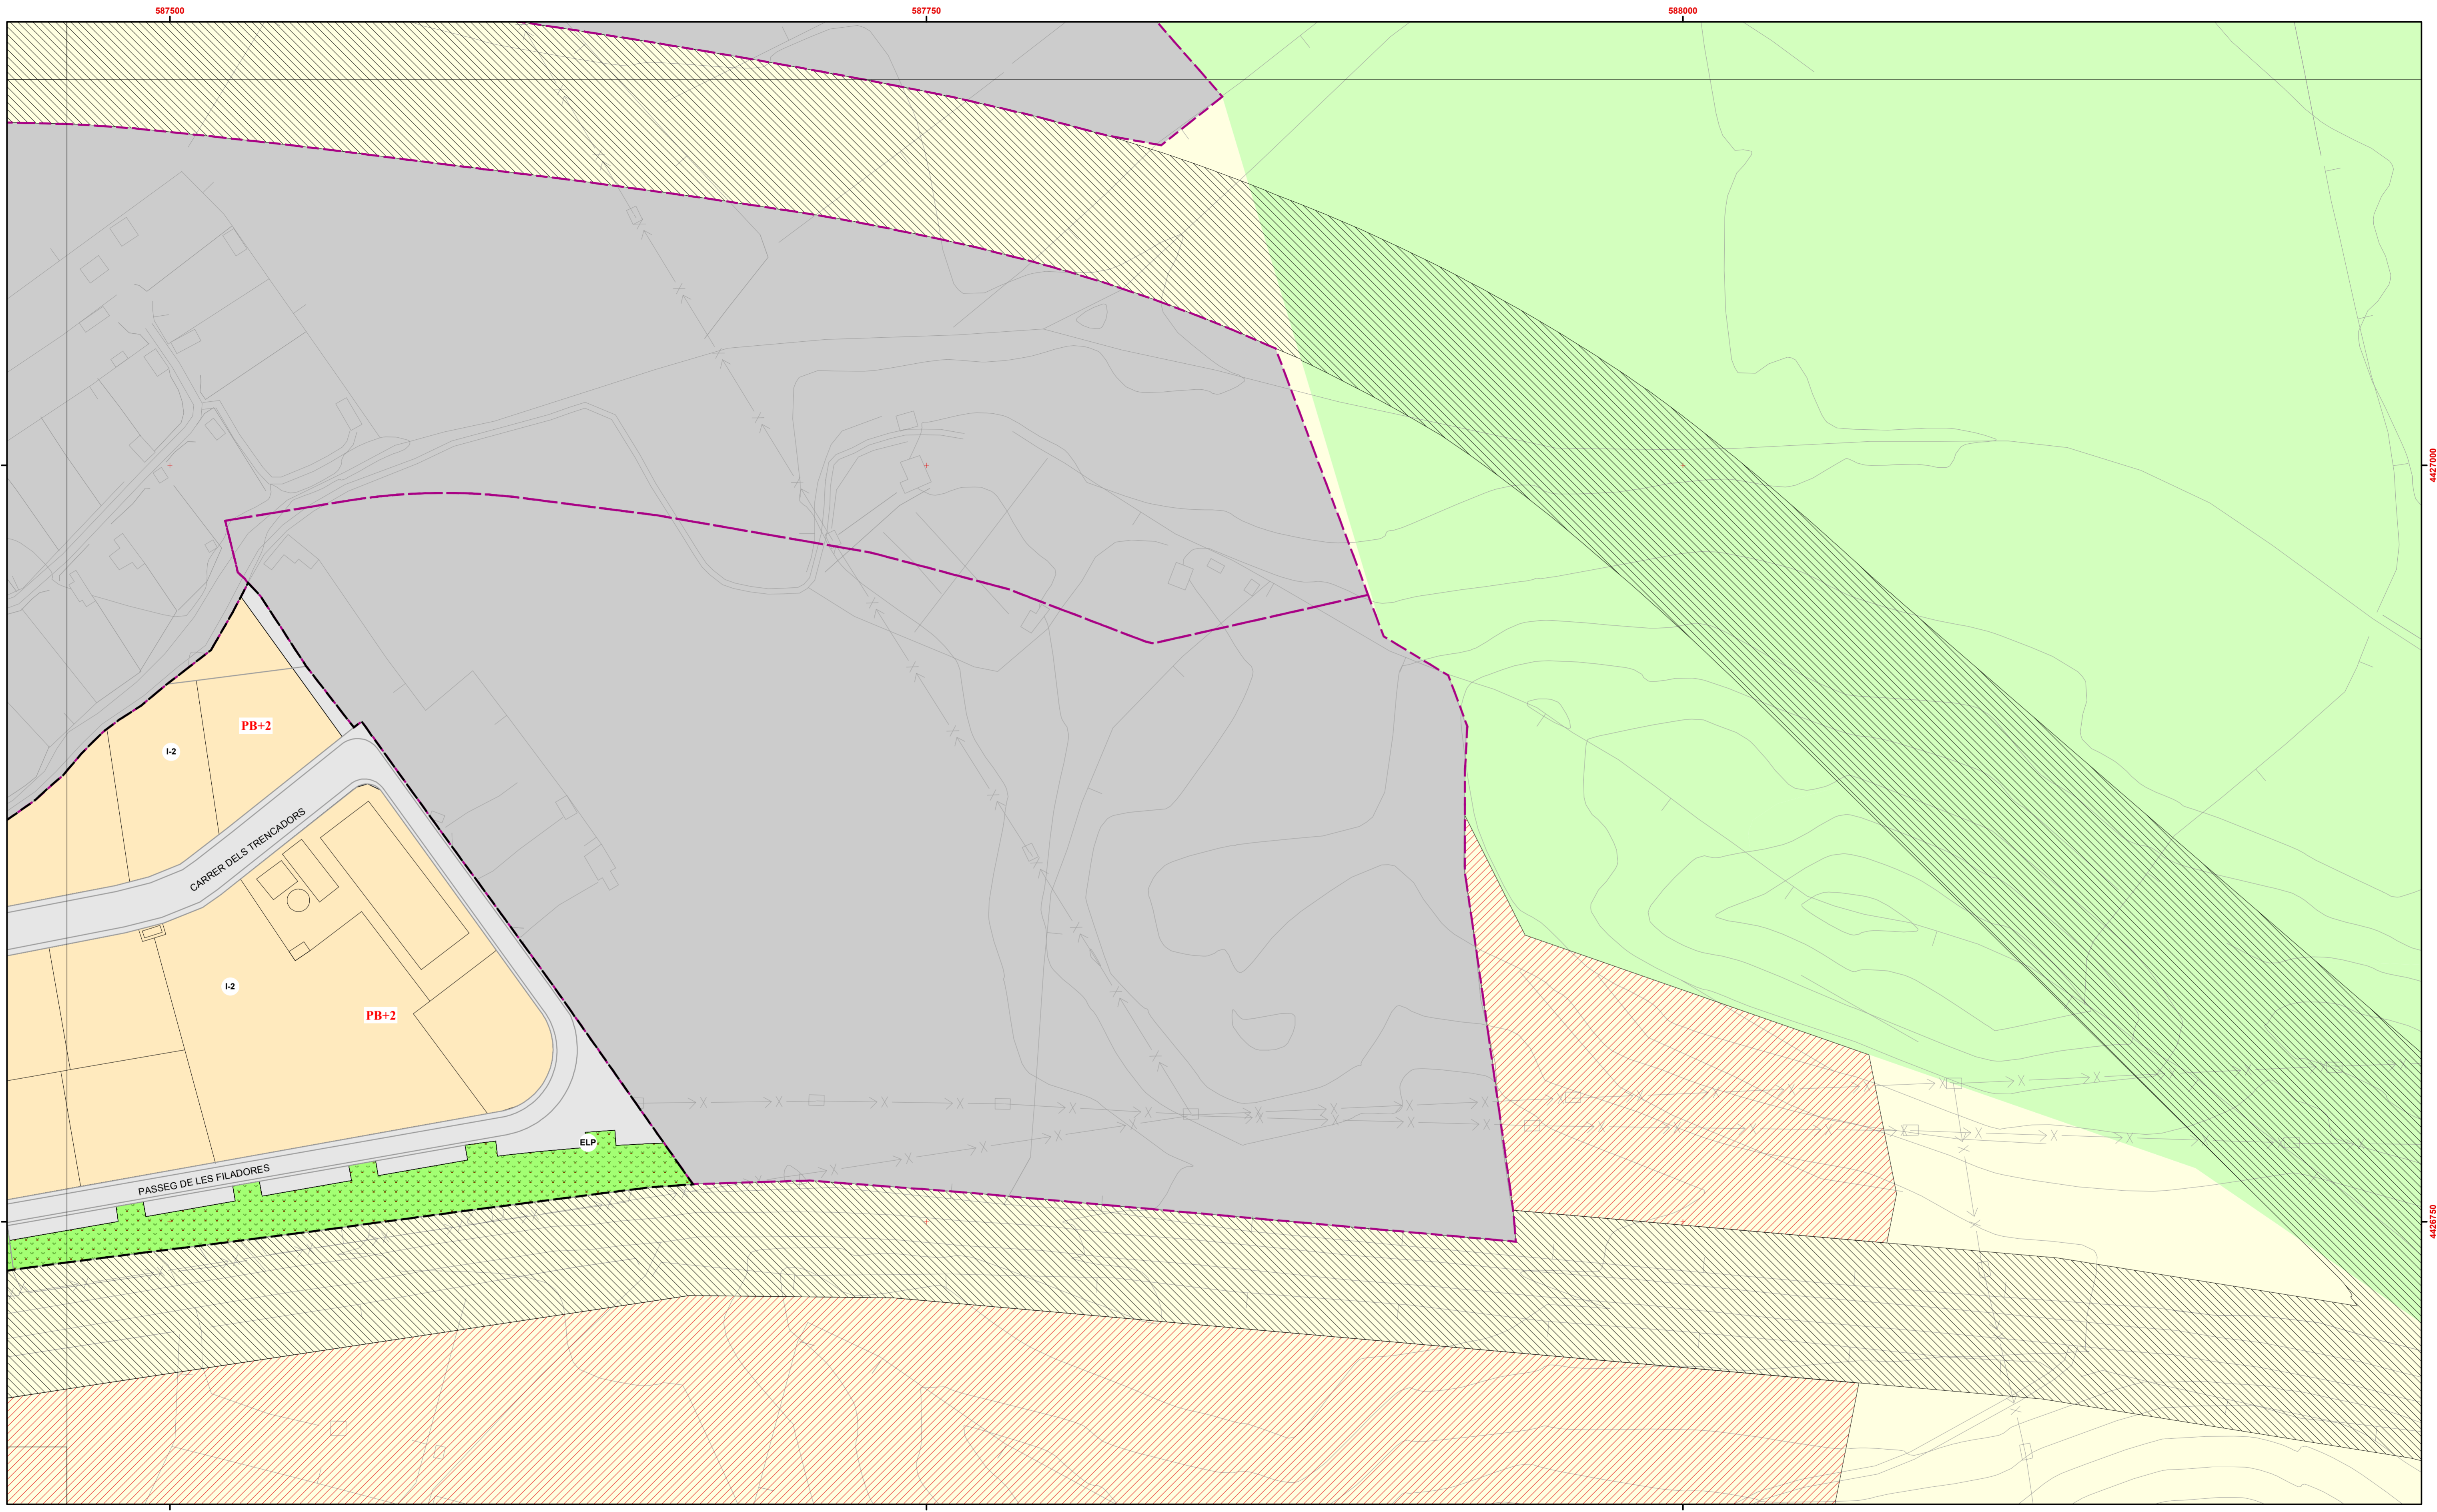 587500
587750
588000
4427000
PB+2
I-2
CARRER DELS TRENCADORS
I-2
PB+2
ELP
PASSEG DE LES FILADORES
4426750